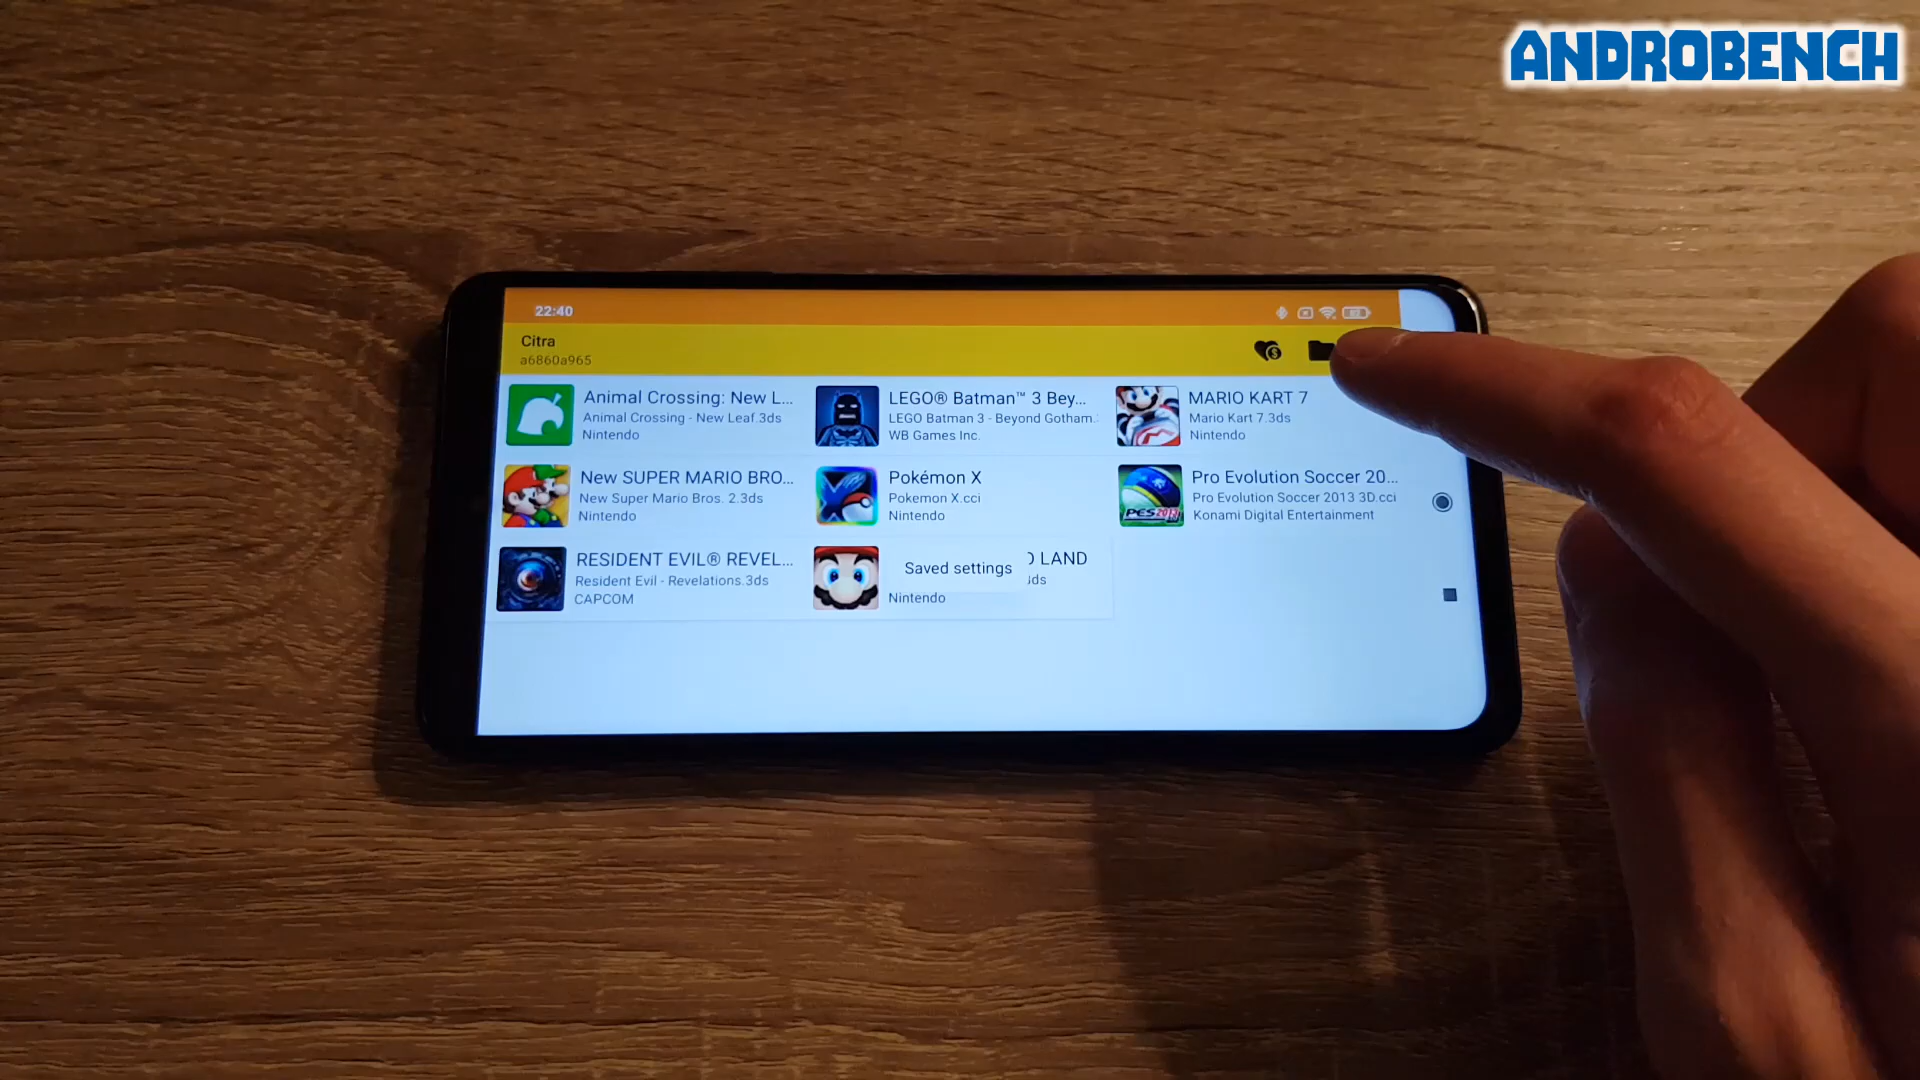 ANDROBENCH
22:40
Citra
a6860a965
Animal Crossing: New L...
Animal Crossing - New Leaf.3ds
Nintendo
LEGO® Batman™ 3 Bey...
LEGO Batman 3 - Beyond Gotham.
WB Games Inc.
MARIO KART 7
Mario Kart 7.3ds
Nintendo
New SUPER MARIO BRO...
New Super Mario Bros. 2.3ds
Nintendo
Pokémon X
Pokemon X.cci
Nintendo
Pro Evolution Soccer 20...
Pro Evolution Soccer 2013 3D.cci
Konami Digital Entertainment
PES2013
RESIDENT EVIL® REVEL...
Resident Evil - Revelations.3ds
CAPCOM
Saved settings
D LAND
3ds
Nintendo